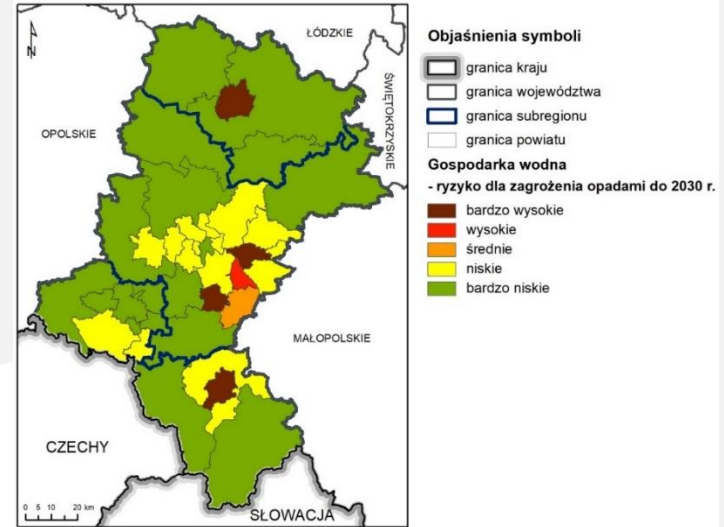 N
ŁÓDZKIE
ŚWIĘTOKRZYSKIE
OPOLSKIE
MAŁOPOLSKIE
CZECHY
SŁOWACJA
0 5 10 20 km
Objaśnienia symboli
granica kraju
granica województwa
granica subregionu
granica powiatu
Gospodarka wodna
- ryzyko dla zagrożenia opadami do 2030 r.
bardzo wysokie
wysokie
średnie
niskie
bardzo niskie